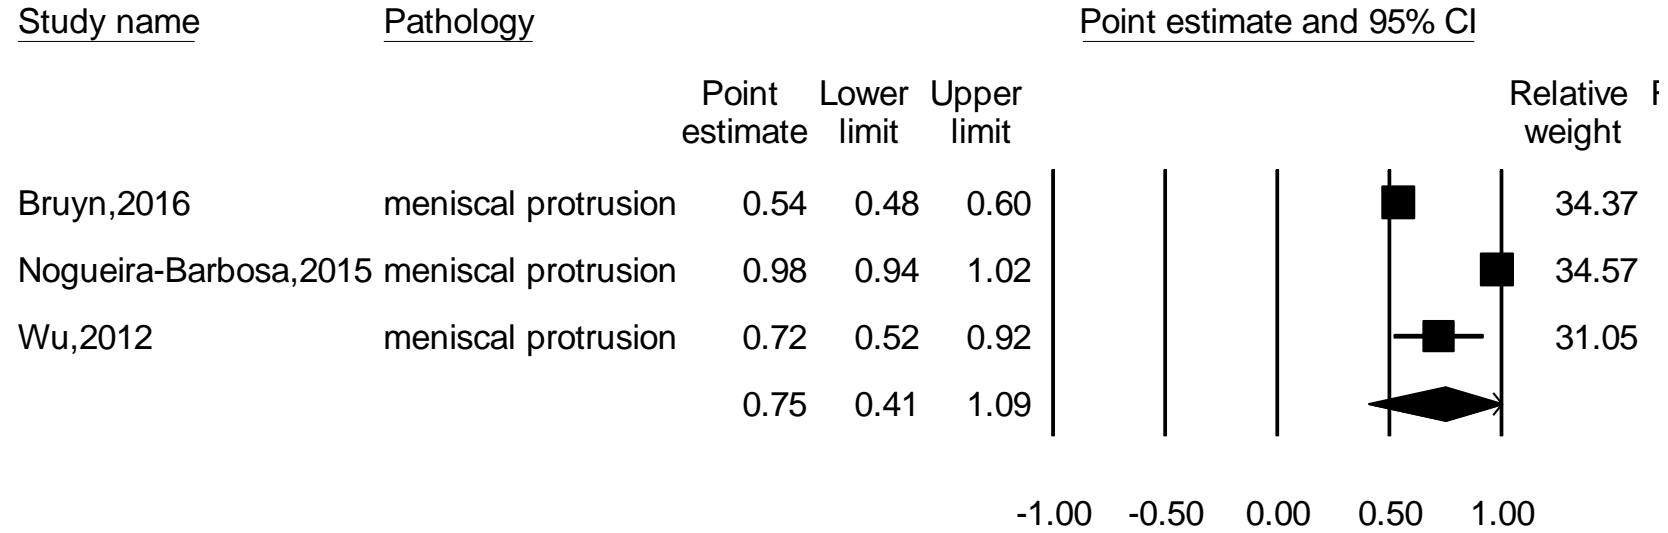 Study name Pathology Point estimate and 95% CI
Point Lower Upper Relative
estimate limit limit weight
Bruyn,2016 meniscal protrusion 0.54 0.48 0.60 34.37
Nogueira-Barbosa,2015 meniscal protrusion 0.98 0.94 1.02 34.57
Wu,2012 meniscal protrusion 0.72 0.52 0.92 31.05
0.75 0.41 1.09
-1.00 -0.50 0.00 0.50 1.00